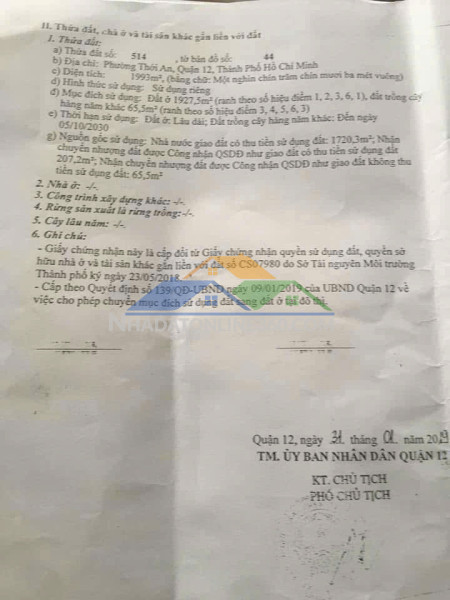 II. Thửa đất, nhà ở và tài sản khác gắn liền với đất
1. Thửa đất:
a) Thửa đất số: 514 , tờ bản đồ số: 44
b) Địa chỉ: Phường Thới An, Quận 12, Thành Phố Hồ Chí Minh
c) Diện tích: 1993m², (bằng chữ: Một nghìn chín trăm chín mươi ba mét vuông)
d) Hình thức sử dụng: Sử dụng riêng
đ) Mục đích sử dụng: Đất ở 1927,5m² (ranh theo số hiệu điểm 1, 2, 3, 6, 1), đất trồng cây
hàng năm khác 65,5m² (ranh theo số hiệu điểm 3, 4, 5, 6, 3)
e) Thời hạn sử dụng: Đất ở: Lâu dài; Đất trồng cây hàng năm khác: Đến ngày
05/10/2030
g) Nguồn gốc sử dụng: Nhà nước giao đất có thu tiền sử dụng đất: 1720,3m²; Nhận
chuyển nhượng đất được Công nhận QSDĐ như giao đất có thu tiền sử dụng đất
207,2m²; Nhận chuyển nhượng đất được Công nhận QSDĐ như giao đất không thu
tiền sử dụng đất: 65,5m²
2. Nhà ở: -/-.
3. Công trình xây dựng khác: -/-.
4. Rừng sản xuất là rừng trồng: -/-.
5. Cây lâu năm: -/-.
6. Ghi chú:
- Giấy chứng nhận này là cấp đổi từ Giấy chứng nhận quyền sử dụng đất, quyền sở
hữu nhà ở và tài sản khác gắn liền với đất số CS07980 do Sở Tài nguyên Môi trường
Thành phố ký ngày 23/05/2018
- Cấp theo Quyết định số 139/QĐ-UBND ngày 09/01/2019 của UBND Quận 12 về
việc cho phép chuyển mục đích sử dụng đất sang đất ở tại đô thị.
NHADATONLINE
Quận 12, ngày 31 tháng 01 năm 2019
TM. ỦY BAN NHÂN DÂN QUẬN 12
KT. CHỦ TỊCH
PHÓ CHỦ TỊCH